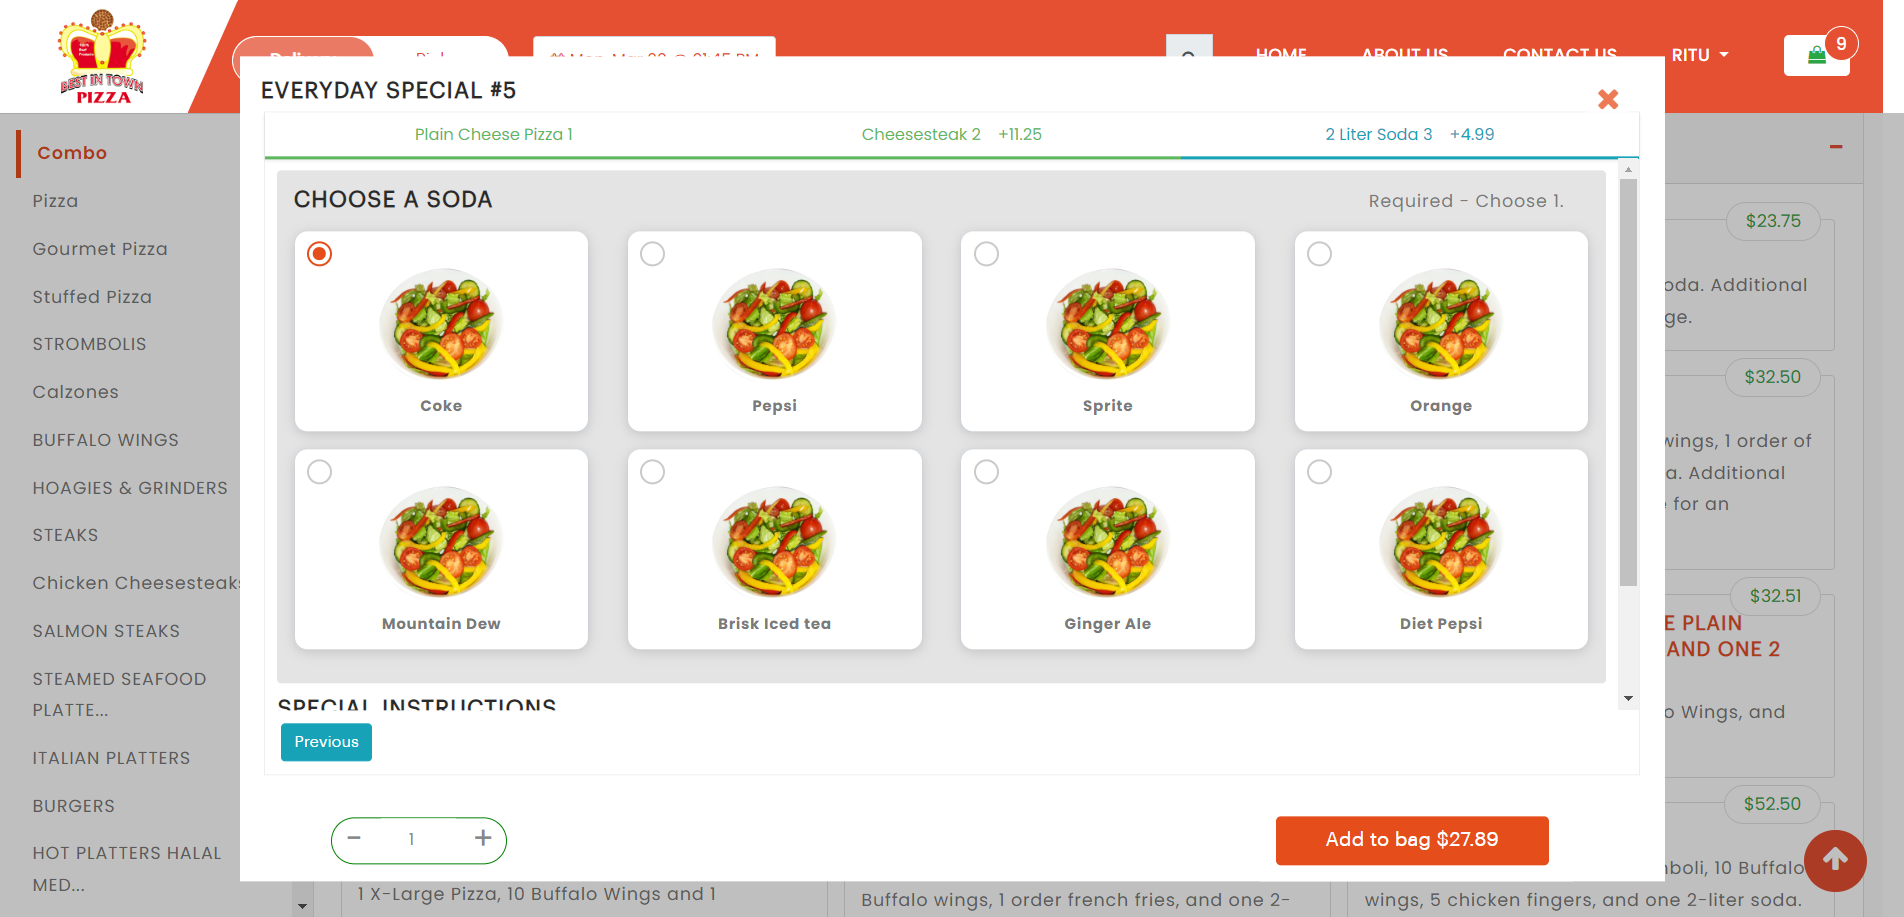 BEST IN TOWN
PIZZA
HOME
ABOUT US
CONTACT US
RITU
9
EVERYDAY SPECIAL #5
Plain Cheese Pizza 1
Cheesesteak 2 +11.25
2 Liter Soda 3 +4.99
CHOOSE A SODA
Required - Choose 1.
Coke
Pepsi
Sprite
Orange
Mountain Dew
Brisk Iced tea
Ginger Ale
Diet Pepsi
SPECIAL INSTRUCTIONS
Previous
1
Add to bag $27.89
Combo
Pizza
Gourmet Pizza
Stuffed Pizza
STROMBOLIS
Calzones
BUFFALO WINGS
HOAGIES & GRINDERS
STEAKS
Chicken Cheesesteaks
SALMON STEAKS
STEAMED SEAFOOD
PLATTE...
ITALIAN PLATTERS
BURGERS
HOT PLATTERS HALAL
MED...
$23.75
oda. Additional
ge.
$32.50
wings, 1 order of
a. Additional
for an
$32.51
E PLAIN
AND ONE 2
o Wings, and
$52.50
1 X-Large Pizza, 10 Buffalo Wings and 1
Buffalo wings, 1 order french fries, and one 2-
boli, 10 Buffalo
wings, 5 chicken fingers, and one 2-liter soda.